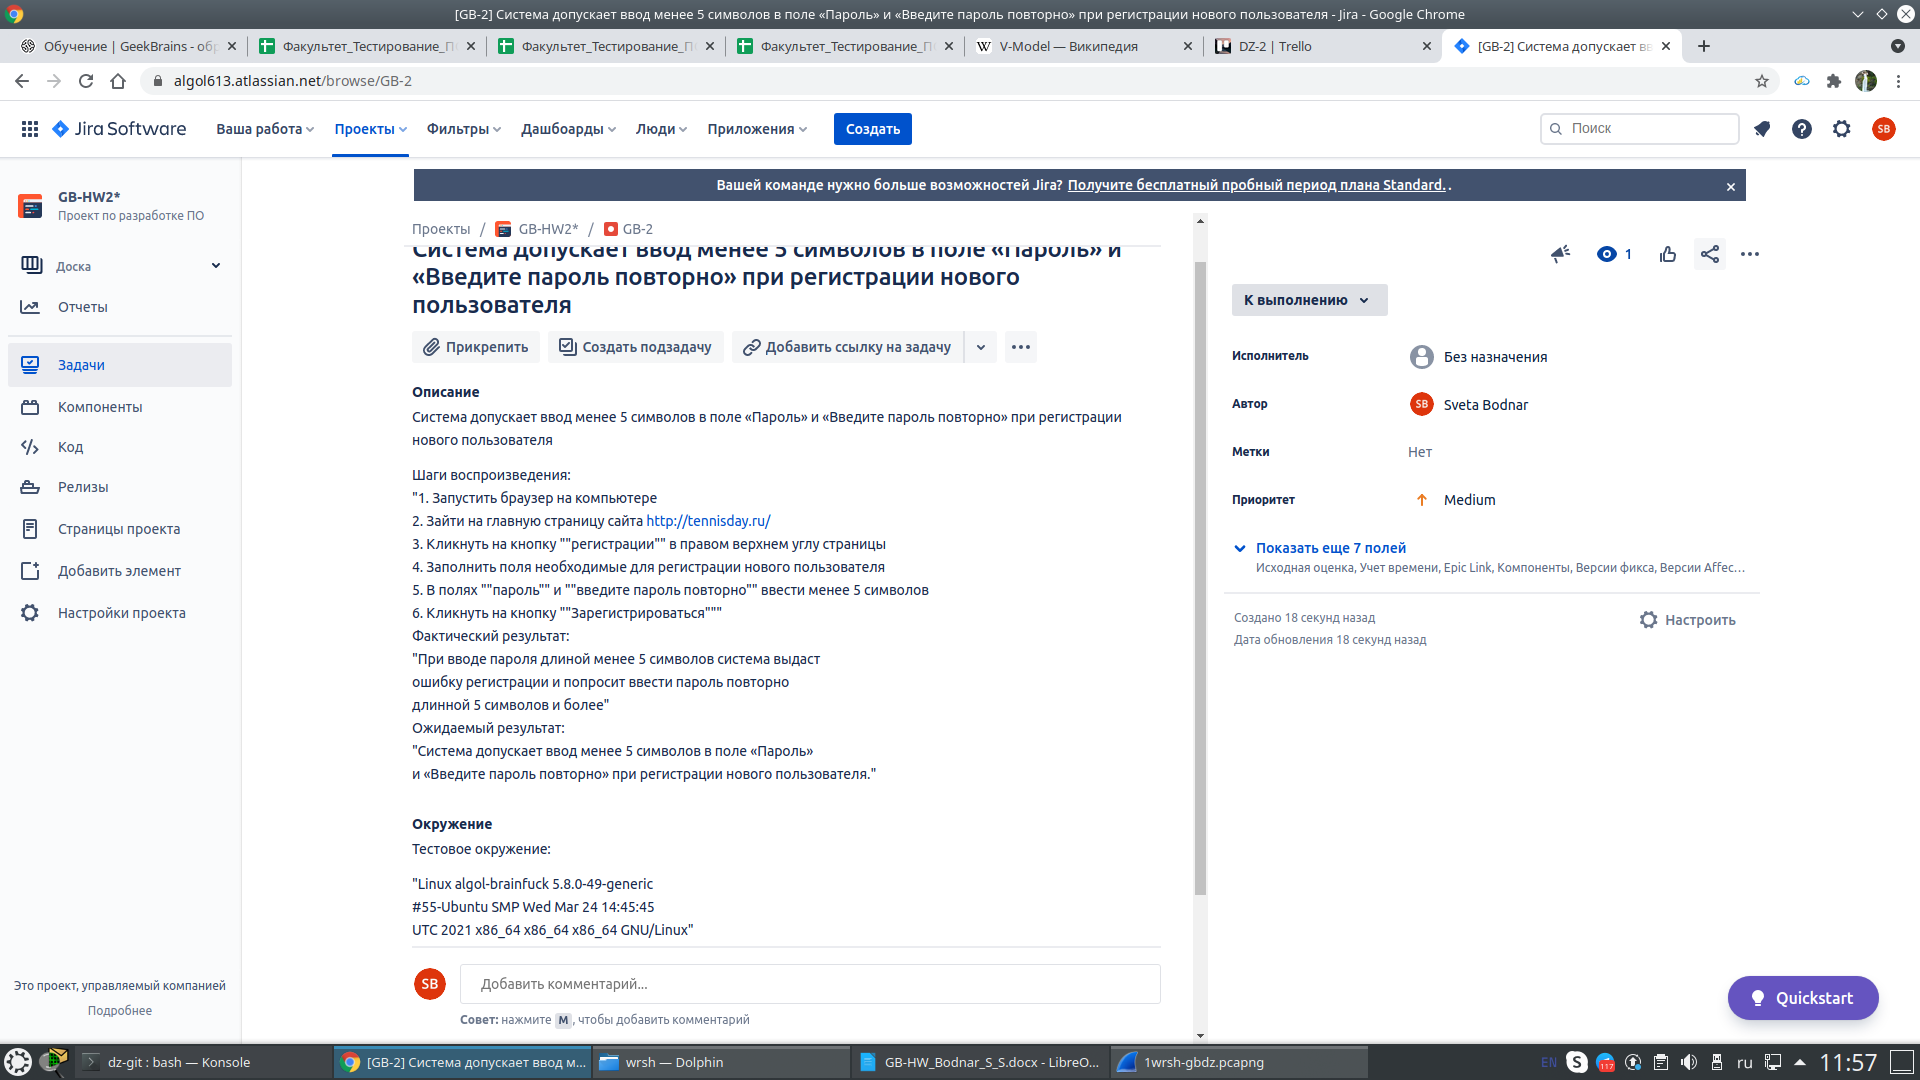 [GB-2] Система допускает ввод менее 5 символов в поле «Пароль» и «Введите пароль повторно» при регистрации нового пользователя - Jira - Google Chrome
Обучение | GeekBrains - об
Факультет_Тестирование_П
Факультет_Тестирование_П
Факультет_Тестирование_П
V-Model — Википедия
DZ-2 | Trello
[GB-2] Система допускает в
algol613.atlassian.net/browse/GB-2
Jira Software
Ваша работа
Проекты
Фильтры
Дашбоарды
Люди
Приложения
Создать
Поиск
SB
GB-HW2*
Проект по разработке ПО
Доска
Отчеты
Задачи
Компоненты
Код
Релизы
Страницы проекта
Добавить элемент
Настройки проекта
Это проект, управляемый компанией
Подробнее
Вашей команде нужно больше возможностей Jira? Получите бесплатный пробный период плана Standard. .
Проекты / GB-HW2* / GB-2
Система допускает ввод менее 5 символов в поле «Пароль» и
«Введите пароль повторно» при регистрации нового
пользователя
Прикрепить
Создать подзадачу
Добавить ссылку на задачу
Описание
Система допускает ввод менее 5 символов в поле «Пароль» и «Введите пароль повторно» при регистрации
нового пользователя
Шаги воспроизведения:
"1. Запустить браузер на компьютере
2. Зайти на главную страницу сайта http://tennisday.ru/
3. Кликнуть на кнопку ""регистрации"" в правом верхнем углу страницы
4. Заполнить поля необходимые для регистрации нового пользователя
5. В полях ""пароль"" и ""введите пароль повторно"" ввести менее 5 символов
6. Кликнуть на кнопку ""Зарегистрироваться"""
Фактический результат:
"При вводе пароля длиной менее 5 символов система выдаст
ошибку регистрации и попросит ввести пароль повторно
длинной 5 символов и более"
Ожидаемый результат:
"Система допускает ввод менее 5 символов в поле «Пароль»
и «Введите пароль повторно» при регистрации нового пользователя."
Окружение
Тестовое окружение:
"Linux algol-brainfuck 5.8.0-49-generic
#55-Ubuntu SMP Wed Mar 24 14:45:45
UTC 2021 x86_64 x86_64 x86_64 GNU/Linux"
SB
Добавить комментарий...
Совет: нажмите M, чтобы добавить комментарий
1
К выполнению
Исполнитель
Без назначения
Автор
SB Sveta Bodnar
Метки
Нет
Приоритет
Medium
Показать еще 7 полей
Исходная оценка, Учет времени, Epic Link, Компоненты, Версии фикса, Версии Affec...
Создано 18 секунд назад
Дата обновления 18 секунд назад
Настроить
Quickstart
dz-git : bash — Konsole
[GB-2] Система допускает ввод м...
wrsh — Dolphin
GB-HW_Bodnar_S_S.docx - LibreO...
1wrsh-gbdz.pcapng
EN
117
ru
11:57